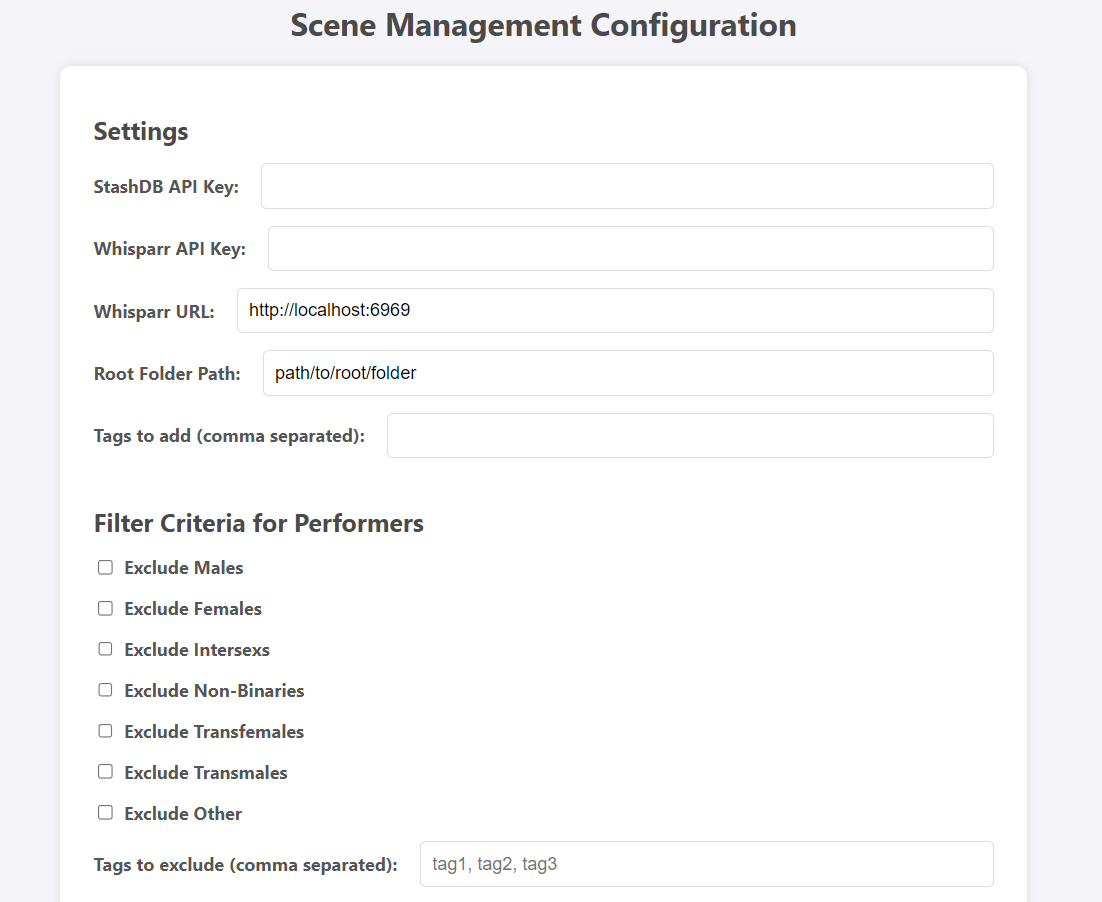 Scene Management Configuration
Settings
StashDB API Key:
Whisparr API Key:
Whisparr URL: http://localhost:6969
Root Folder Path: path/to/root/folder
Tags to add (comma separated):
Filter Criteria for Performers
Exclude Males
Exclude Females
Exclude Intersexs
Exclude Non-Binaries
Exclude Transfemales
Exclude Transmales
Exclude Other
Tags to exclude (comma separated): tag1, tag2, tag3